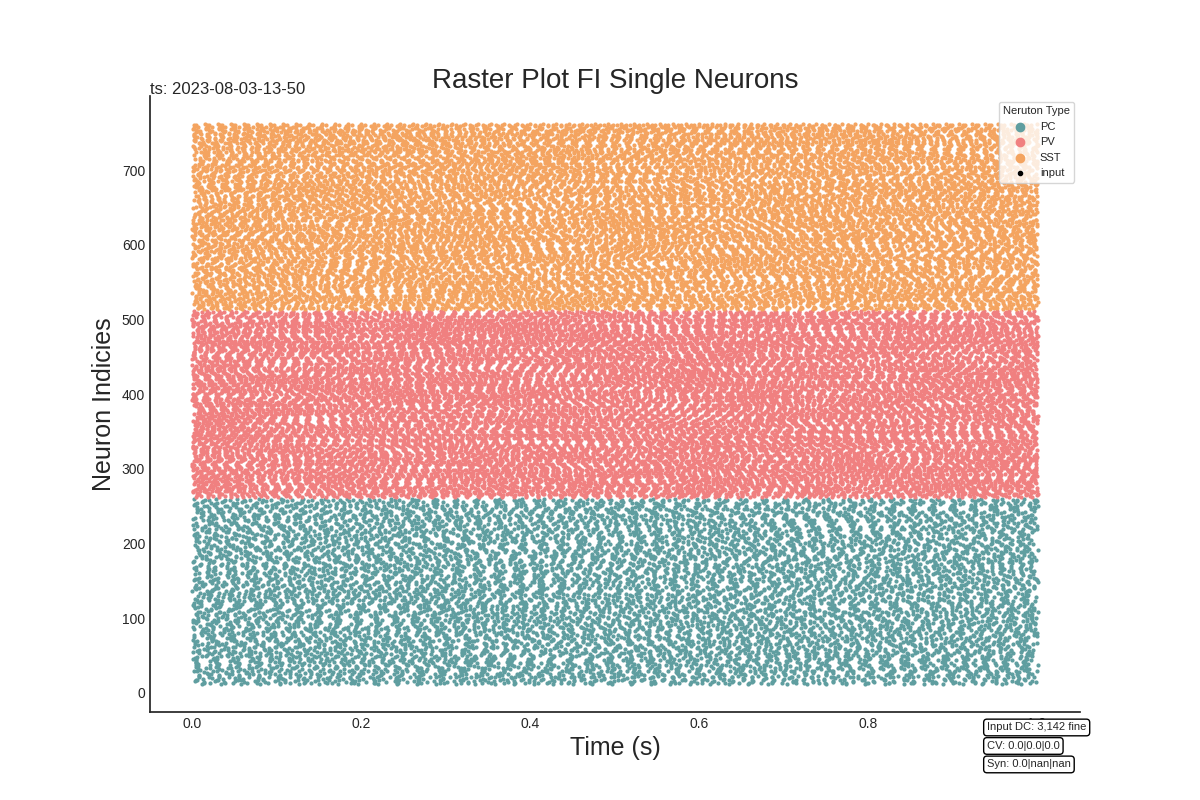 Raster Plot FI Single Neurons
ts: 2023-08-03-13-50
Neruton Type
PC
PV
SST
input
Neuron Indicies
700
600
500
400
300
200
100
0
0.0 0.2 0.4 0.6 0.8
Time (s)
Input DC: 3,142 fine
CV: 0.0|0.0|0.0
Syn: 0.0|nan|nan